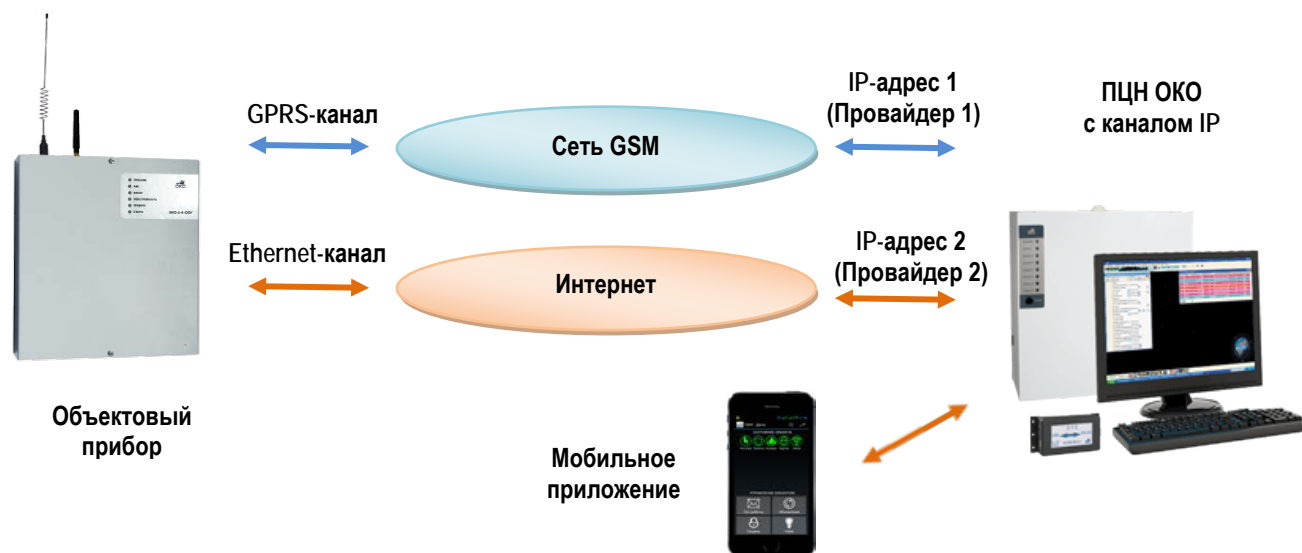 GPRS-канал
Сеть GSM
IP-адрес 1
(Провайдер 1)
ПЦН ОКО
с каналом IP
Ethernet-канал
Интернет
IP-адрес 2
(Провайдер 2)
Объектовый
прибор
Мобильное
приложение